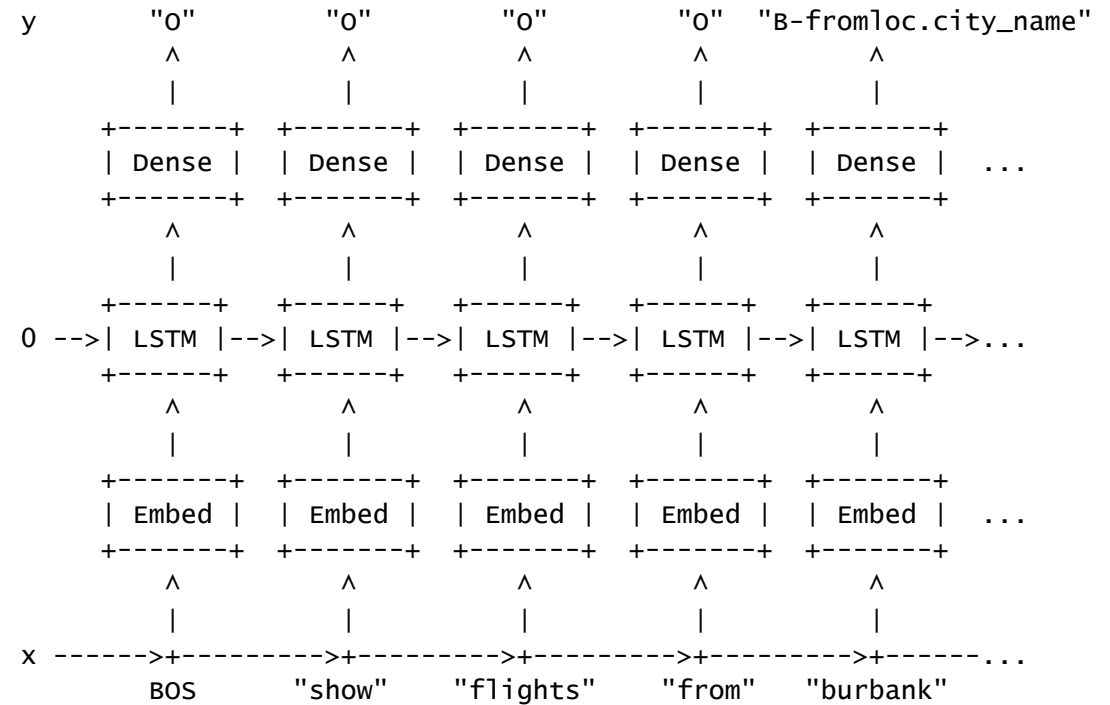 y "O" "O" "O" "O" "B-fromloc.city_name"
^ ^ ^ ^ ^
| | | | |
+-------+ +-------+ +-------+ +-------+ +-------+
| Dense | | Dense | | Dense | | Dense | | Dense | ...
+-------+ +-------+ +-------+ +-------+ +-------+
^ ^ ^ ^ ^
| | | | |
+------+ +------+ +------+ +------+ +------+
0 -->| LSTM |-->| LSTM |-->| LSTM |-->| LSTM |-->| LSTM |-->...
+------+ +------+ +------+ +------+ +------+
^ ^ ^ ^ ^
| | | | |
+-------+ +-------+ +-------+ +-------+ +-------+
| Embed | | Embed | | Embed | | Embed | | Embed | ...
+-------+ +-------+ +-------+ +-------+ +-------+
^ ^ ^ ^ ^
| | | | |
x ------>+--------->+--------->+--------->+--------->+------...
BOS "show" "flights" "from" "burbank"